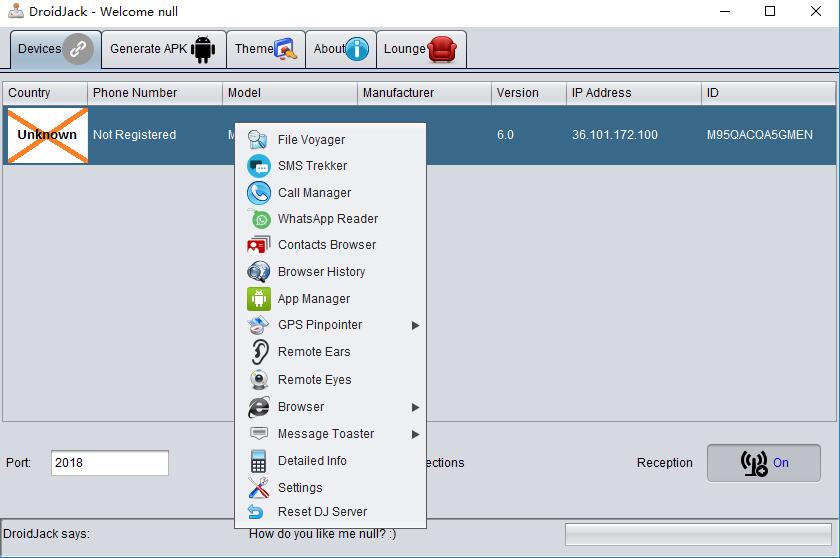 DroidJack - Welcome null
Devices Generate APK Theme About Lounge
Country Phone Number Model Manufacturer Version IP Address ID
Unknown Not Registered M 6.0 36.101.172.100 M95QACQA5GMEN
File Voyager
SMS Trekker
Call Manager
WhatsApp Reader
Contacts Browser
Browser History
App Manager
GPS Pinpointer
Remote Ears
Remote Eyes
Browser
Message Toaster
Detailed Info
Settings
Reset DJ Server
Port: 2018 ections Reception On
DroidJack says: How do you like me null? :)